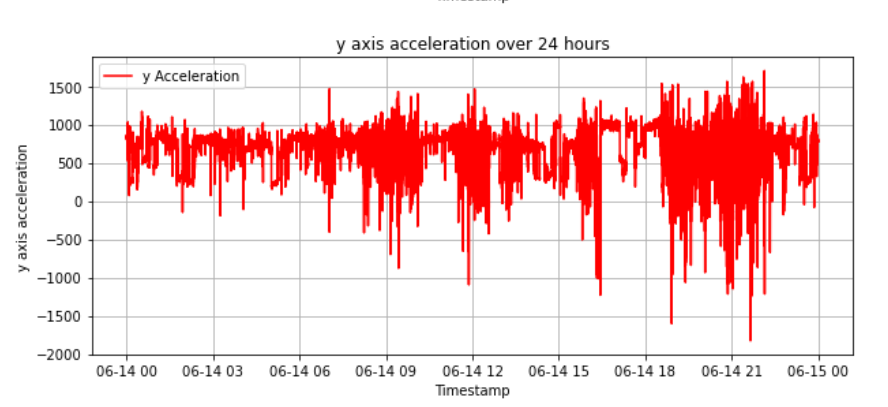 Timestamp
y axis acceleration over 24 hours
y Acceleration
1500
1000
500
0
−500
−1000
−1500
−2000
y axis acceleration
06-14 00 06-14 03 06-14 06 06-14 09 06-14 12 06-14 15 06-14 18 06-14 21 06-15 00
Timestamp